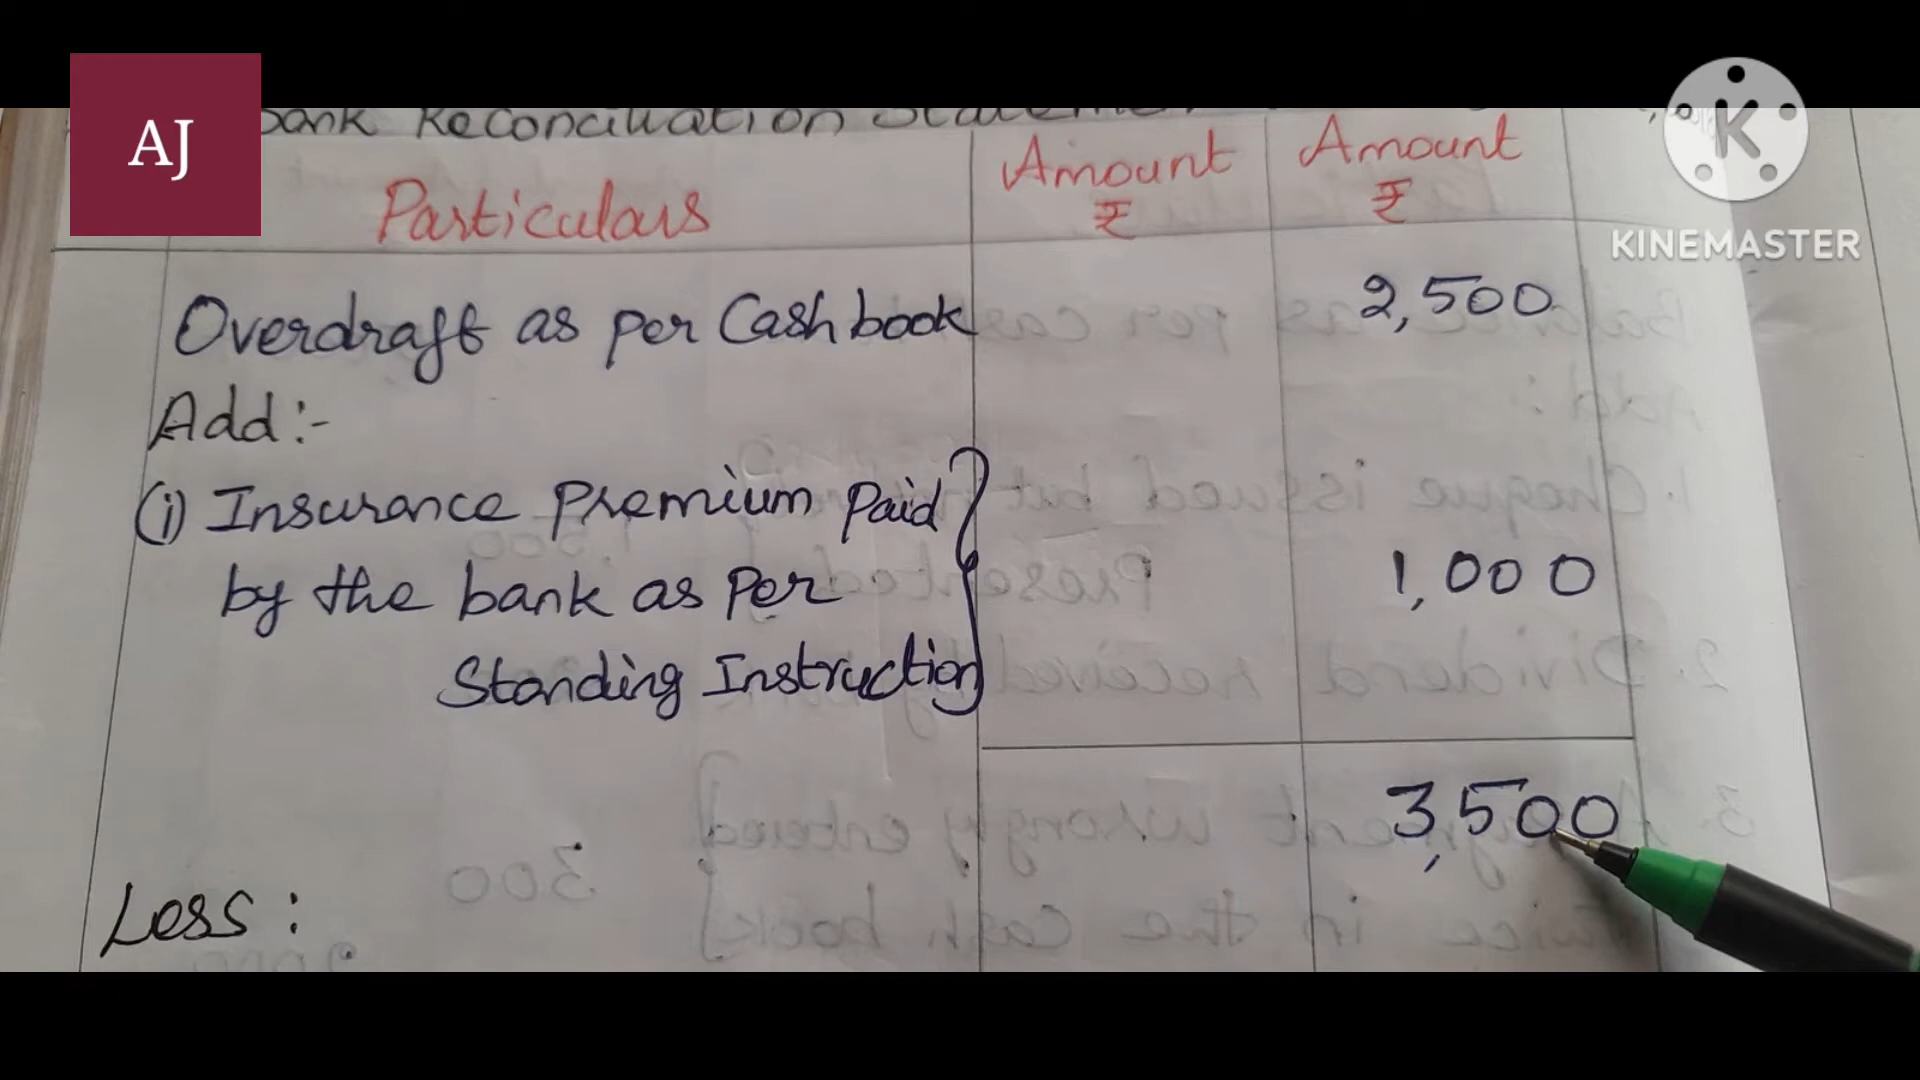 AJ
Bank Reconciliation
Particulars
Amount
₹
Amount
₹
KINEMASTER
Overdraft as per Cash book
2,500
Add:-
(i) Insurance Premium Paid
by the bank as Per
1,000
Standing Instruction
3,500
Less :